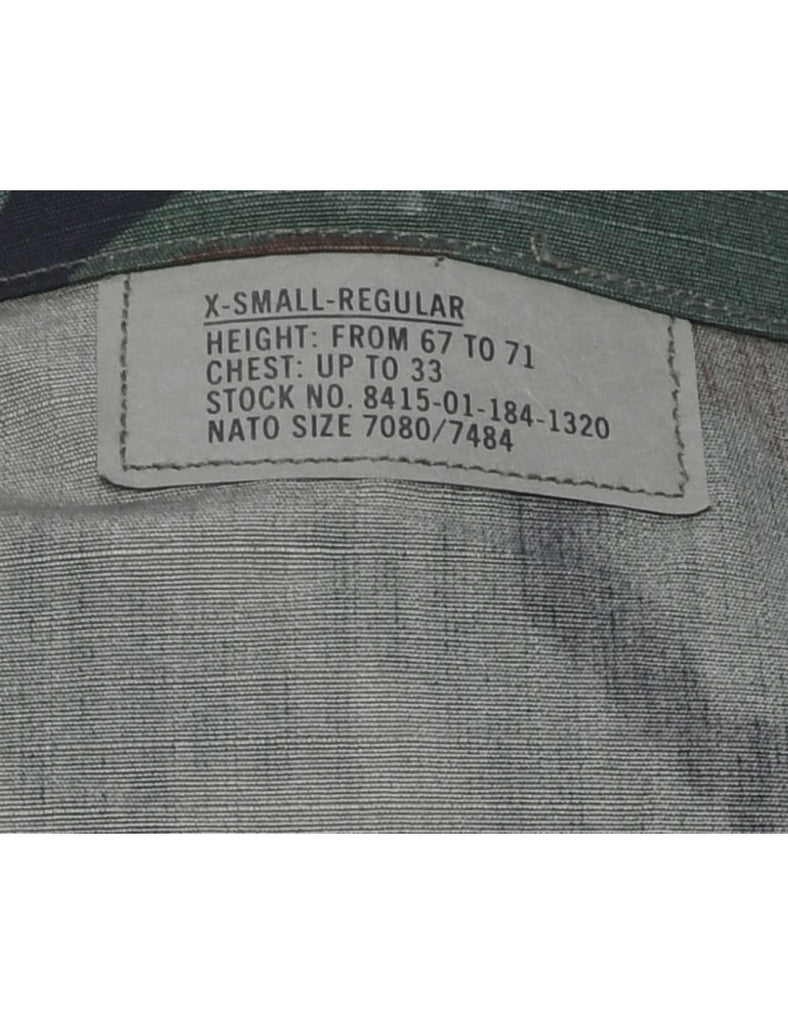 X-SMALL-REGULAR
HEIGHT: FROM 67 TO 71
CHEST: UP TO 33
STOCK NO. 8415-01-184-1320
NATO SIZE 7080/7484